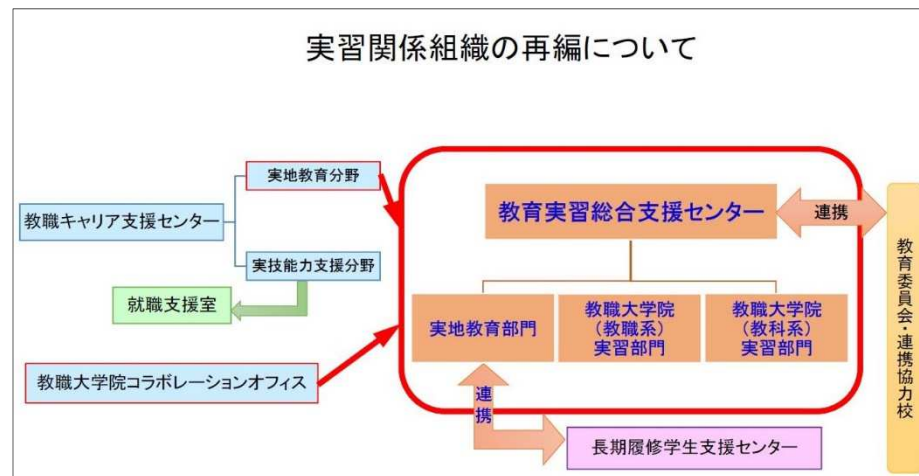 実習関係組織の再編について
実地教育分野
教職キャリア支援センター
実技能力支援分野
就職支援室
教職大学院コラボレーションオフィス
教育実習総合支援センター
連携
実地教育部門
教職大学院
(教職系)
実習部門
教職大学院
(教科系)
実習部門
連携
長期履修学生支援センター
教育委員会・連携協力校